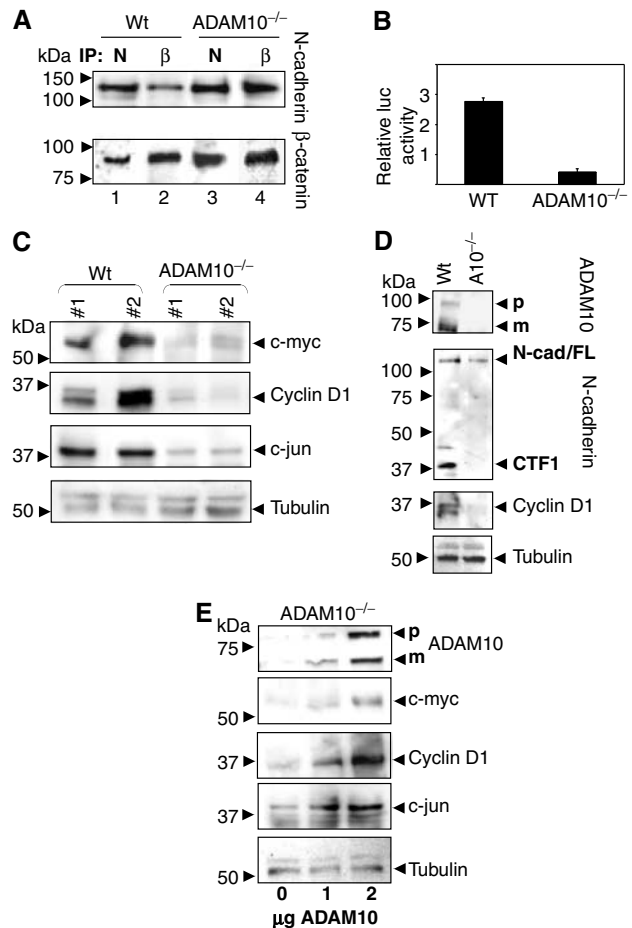 A
Wt ADAM10–/–
kDa IP: N β N β
150
100
N-cadherin
100
75
β-catenin
1 2 3 4
B
Relative luc
activity
3
2
1
WT ADAM10–/–
C
Wt ADAM10–/–
#1 #2 #1 #2
kDa
50
c-myc
37
Cyclin D1
37
c-jun
50
Tubulin
D
Wt A10–/–
kDa
100
75
p
m
ADAM10
100
75
50
37
N-cad/FL
CTF1
N-cadherin
37
Cyclin D1
50
Tubulin
E
ADAM10–/–
kDa
75
p
m
ADAM10
50
c-myc
37
Cyclin D1
37
c-jun
50
Tubulin
0 1 2
µg ADAM10